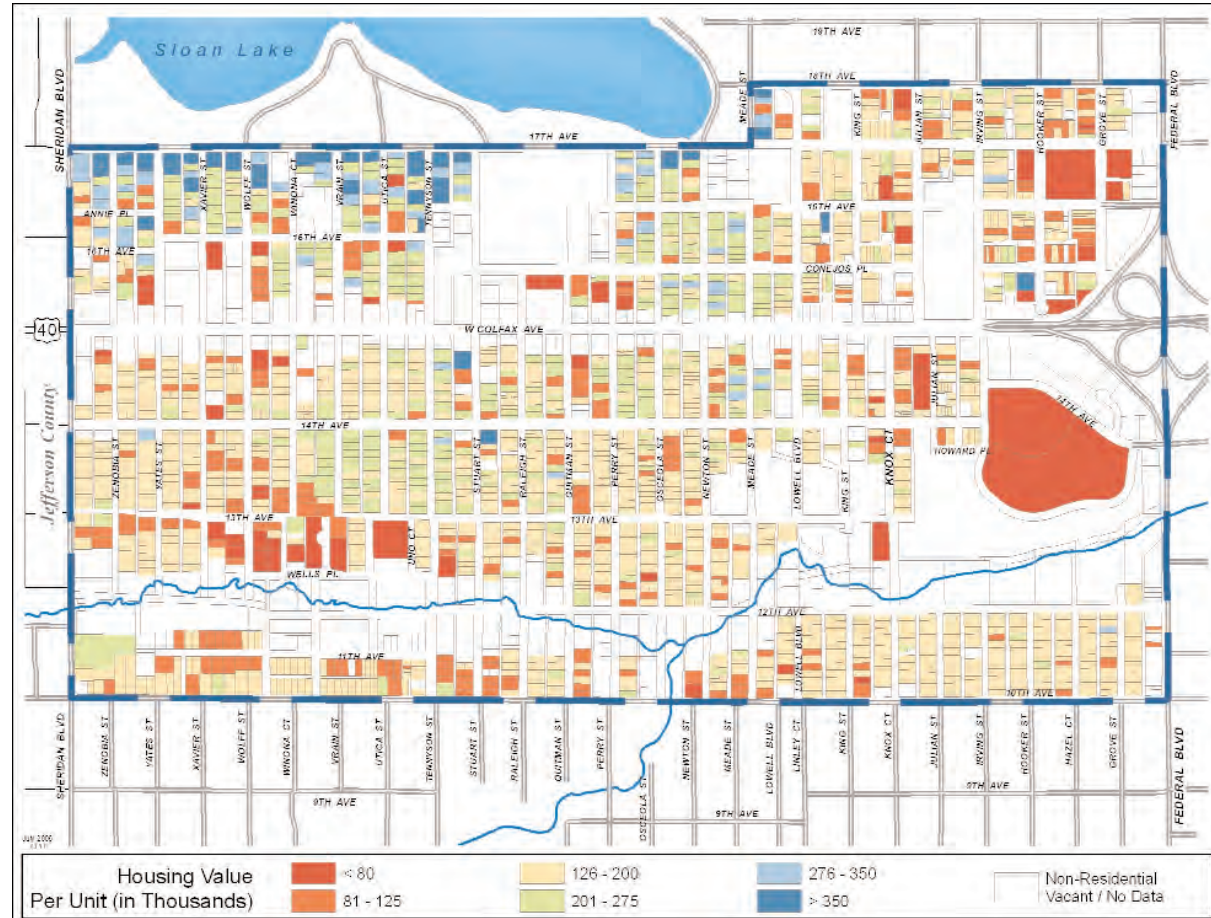 Sloan Lake
19TH AVE
18TH AVE
SHERIDAN BLVD
MEADE ST
KING ST
JULIAN ST
IRVING ST
HOOKER ST
GROVE ST
FEDERAL BLVD
17TH AVE
XAVIER ST
WOLFF ST
WINONA CT
VRAIN ST
UTICA ST
TENNYSON ST
ANNIE PL
16TH AVE
16TH AVE
16TH AVE
CONEJOS PL
40
W COLFAX AVE
JULIAN ST
11TH AVE
14TH AVE
HOWARD PL
Jefferson County
ZENOBIA ST
YATES ST
STUART ST
RALEIGH ST
QUITMAN ST
PERRY ST
OSCEOLA ST
NEWTON ST
MEADE ST
LOWELL BLVD
KING ST
KNOX CT
13TH AVE
13TH AVE
UNO CT
WELLS PL
12TH AVE
11TH AVE
LOWELL BLVD
10TH AVE
SHERIDAN BLVD
ZENOBIA ST
YATES ST
XAVIER ST
WOLFF ST
WINONA CT
VRAIN ST
UTICA ST
TENNYSON ST
STUART ST
RALEIGH ST
QUITMAN ST
PERRY ST
OSCEOLA ST
NEWTON ST
MEADE ST
LOWELL BLVD
LINLEY CT
KING ST
KNOX CT
JULIAN ST
IRVING ST
HOOKER ST
HAZEL CT
GROVE ST
FEDERAL BLVD
9TH AVE
9TH AVE
9TH AVE
Housing Value
Per Unit (in Thousands)
< 80
81 - 125
126 - 200
201 - 275
276 - 350
> 350
Non-Residential
Vacant / No Data